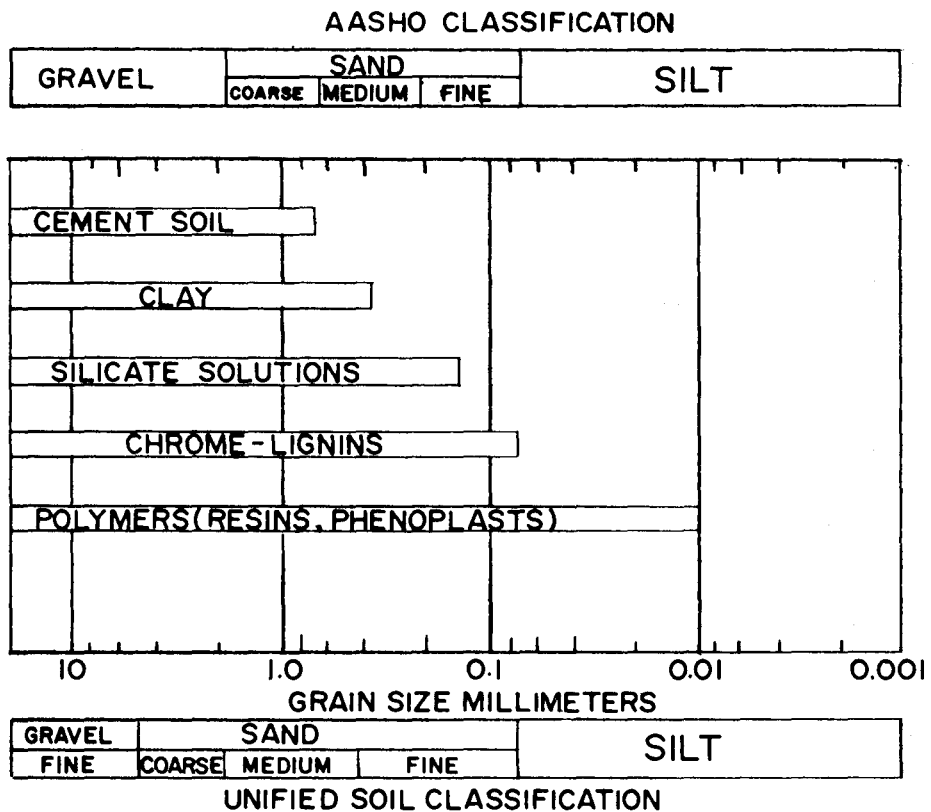 AASHO CLASSIFICATION
GRAVEL
SAND
SILT
COARSE MEDIUM FINE
CEMENT SOIL
CLAY
SILICATE SOLUTIONS
CHROME-LIGNINS
POLYMERS(RESINS, PHENOPLASTS)
10 1.0 0.1 0.01 0.001
GRAIN SIZE MILLIMETERS
GRAVEL SAND
SILT
FINE COARSE MEDIUM FINE
UNIFIED SOIL CLASSIFICATION